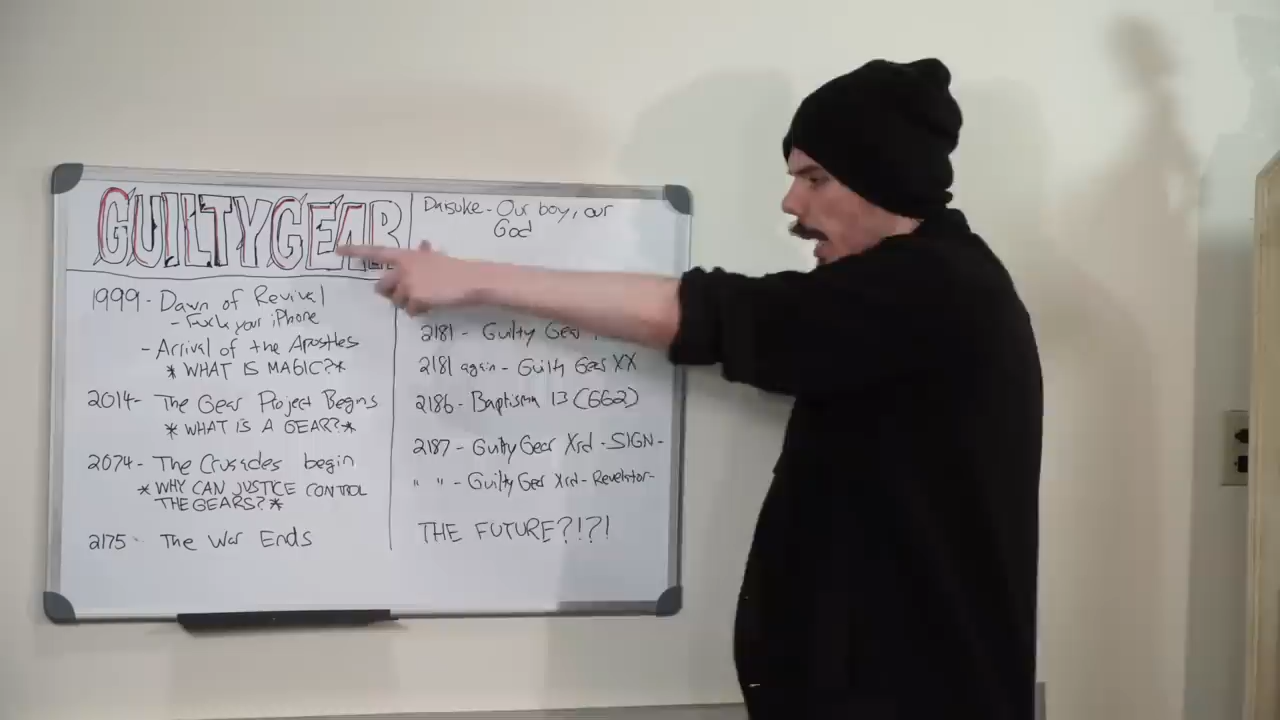 GUILTY GEAR
1999 - Dawn of Revival
- Fuck your iPhone
- Arrival of the Apostles
* WHAT IS MAGIC? *
2014 - The Gear Project Begins
* WHAT IS A GEAR? *
2074 - The Crusades begin
* WHY CAN JUSTICE CONTROL
THE GEARS? *
2175 - The War Ends
Daisuke - Our boy, our
God
2181 - Guilty Gear
2181 again - Guilty Gear XX
2186 - Baptisma 13 (GG2)
2187 - Guilty Gear Xrd - SIGN -
" " - Guilty Gear Xrd - Revelator -
THE FUTURE?!?!